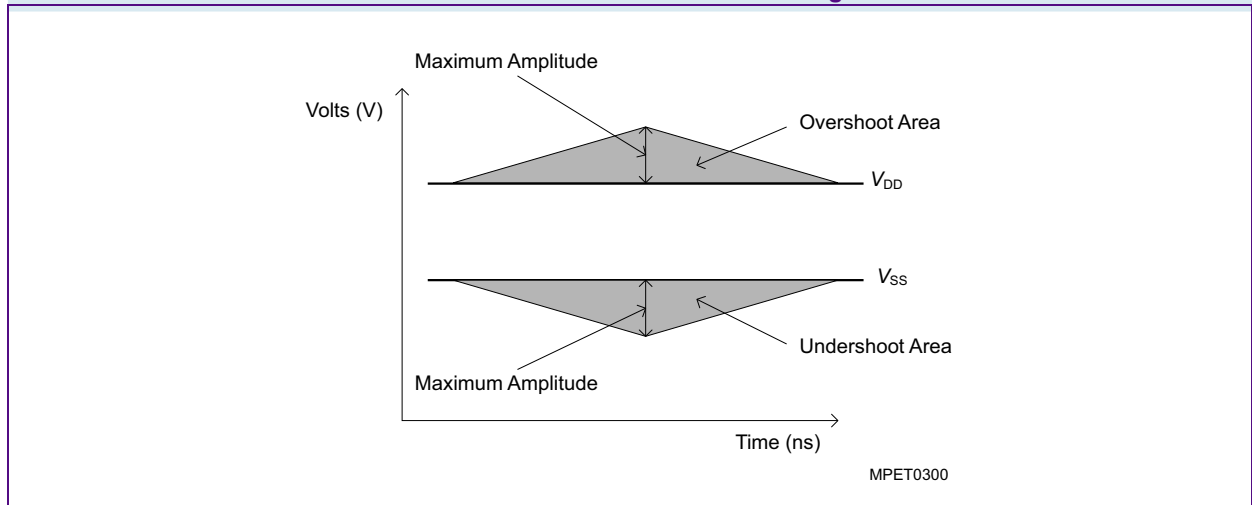 Maximum Amplitude
Volts (V)
Overshoot Area
VDD
VSS
Undershoot Area
Maximum Amplitude
Time (ns)
MPET0300